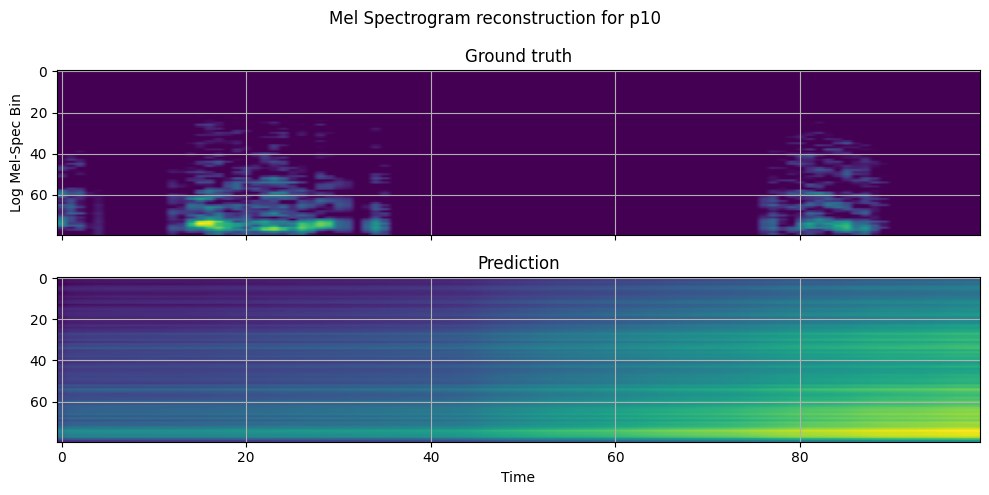 Mel Spectrogram reconstruction for p10
Ground truth
Log Mel-Spec Bin
0
20
40
60
Prediction
0
20
40
60
0 20 40 60 80
Time